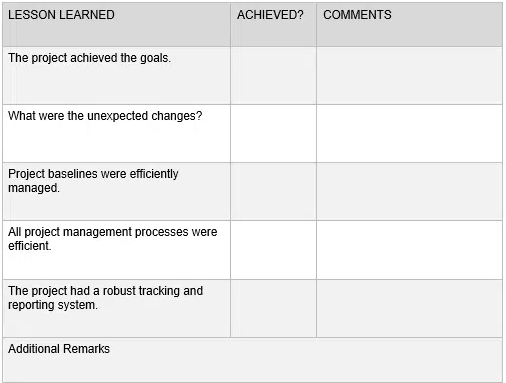 LESSON LEARNED ACHIEVED? COMMENTS
The project achieved the goals.
What were the unexpected changes?
Project baselines were efficiently
managed.
All project management processes were
efficient.
The project had a robust tracking and
reporting system.
Additional Remarks